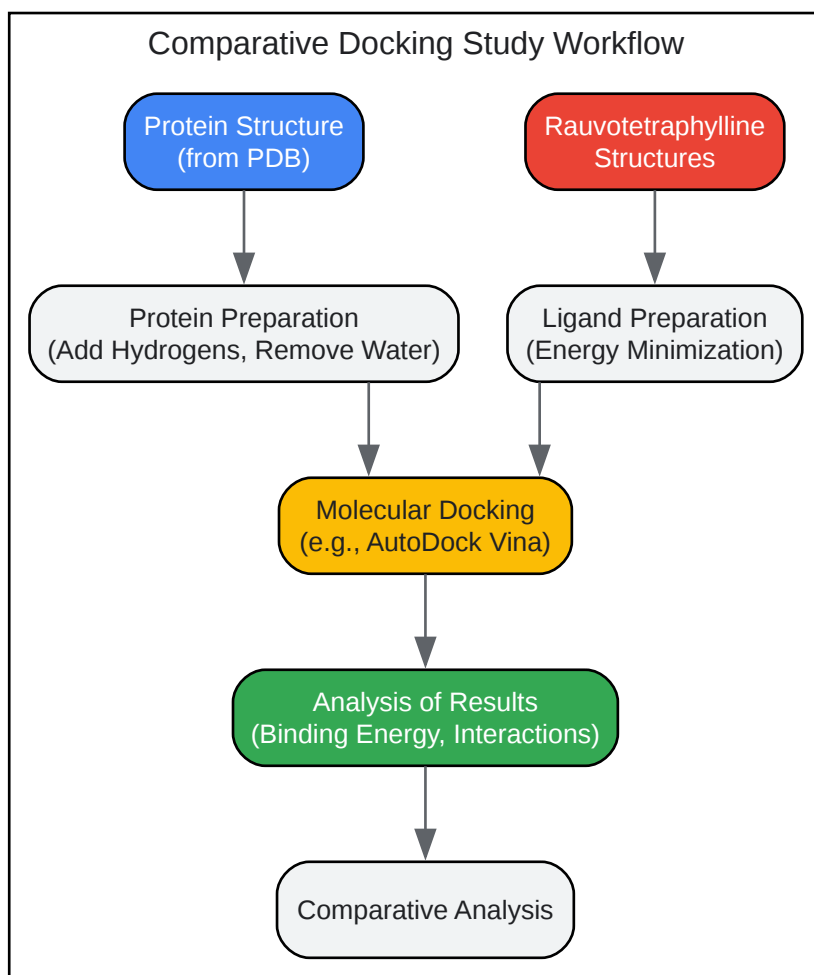 Comparative Docking Study Workflow
Protein Structure
(from PDB)
Rauvotetraphylline
Structures
Protein Preparation
(Add Hydrogens, Remove Water)
Ligand Preparation
(Energy Minimization)
Molecular Docking
(e.g., AutoDock Vina)
Analysis of Results
(Binding Energy, Interactions)
Comparative Analysis